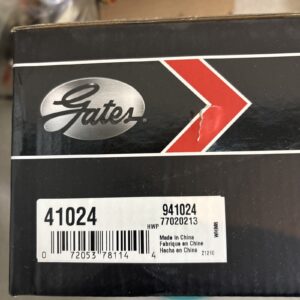 Gates.
41024
941024
77020213
HWP
Made in China
Fabriqué en Chine
Hecho en China
0 72053 78114 4